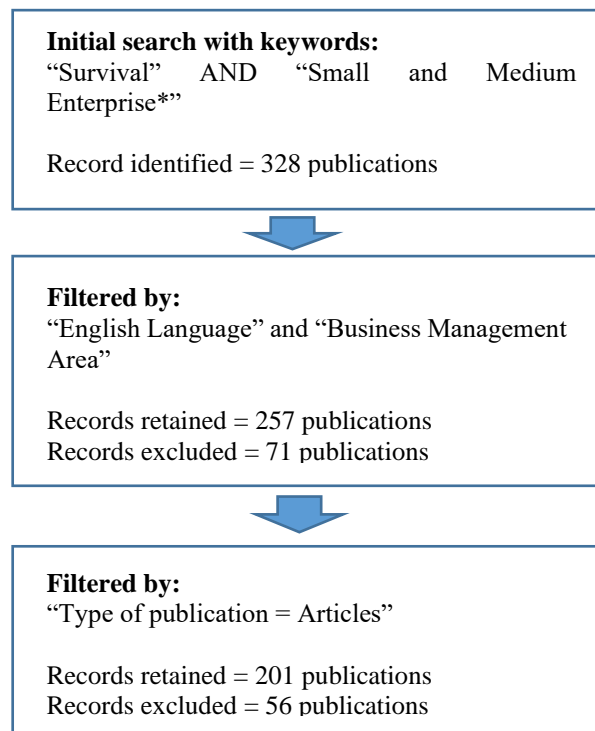 Initial search with keywords:
“Survival” AND “Small and Medium
Enterprise*”
Record identified = 328 publications
Filtered by:
“English Language” and “Business Management
Area”
Records retained = 257 publications
Records excluded = 71 publications
Filtered by:
“Type of publication = Articles”
Records retained = 201 publications
Records excluded = 56 publications